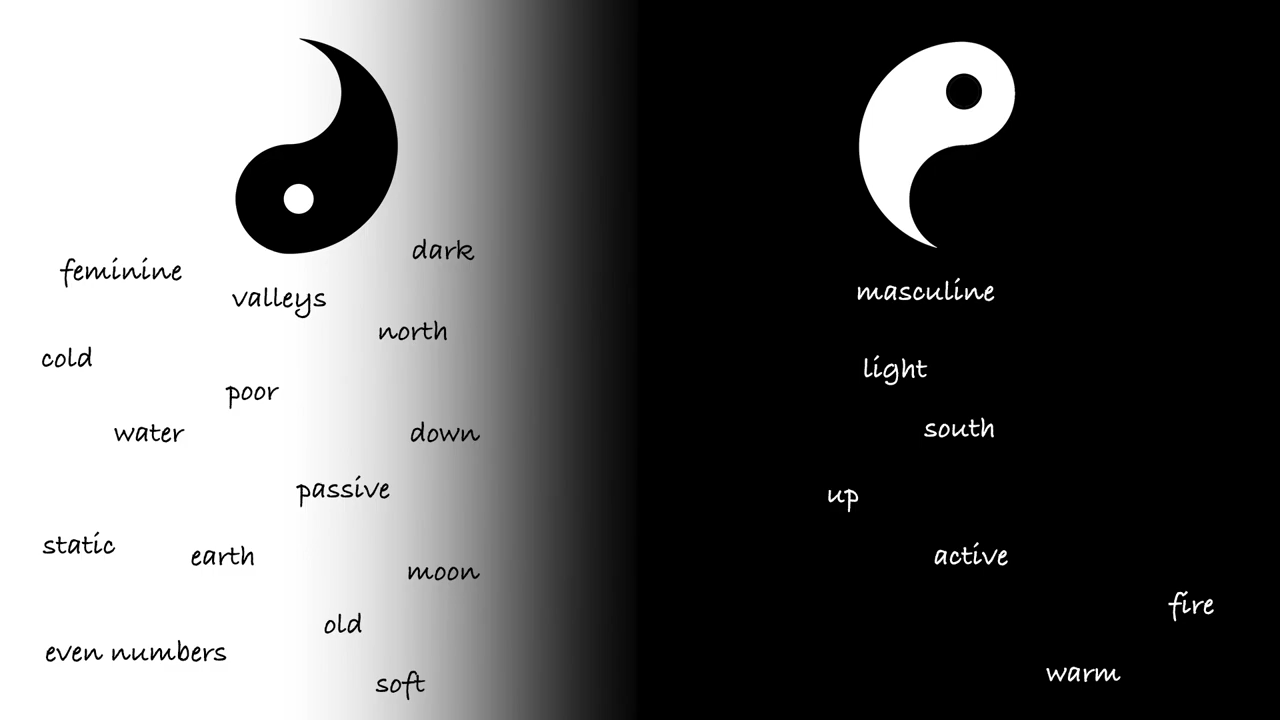 dark
feminine
valleys
north
cold
poor
water
down
passive
static
earth
moon
old
even numbers
soft
masculine
light
south
up
active
fire
warm